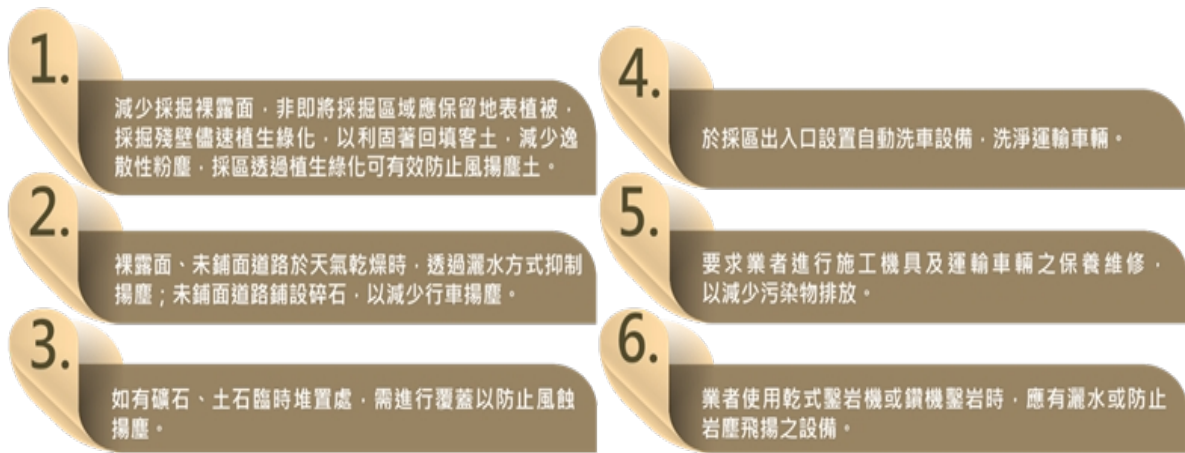 1.
減少採掘裸露面，非即將採掘區域應保留地表植被，
採掘殘壁儘速植生綠化，以利固著回填客土，減少逸
散性粉塵，採區透過植生綠化可有效防止風揚塵土。
2.
裸露面、未鋪面道路於天氣乾燥時，透過灑水方式抑制
揚塵；未鋪面道路鋪設碎石，以減少行車揚塵。
3.
如有礦石、土石臨時堆置處，需進行覆蓋以防止風蝕
揚塵。
4.
於採區出入口設置自動洗車設備，洗淨運輸車輛。
5.
要求業者進行施工機具及運輸車輛之保養維修，
以減少污染物排放。
6.
業者使用乾式鑿岩機或鑽機鑿岩時，應有灑水或防止
岩塵飛揚之設備。